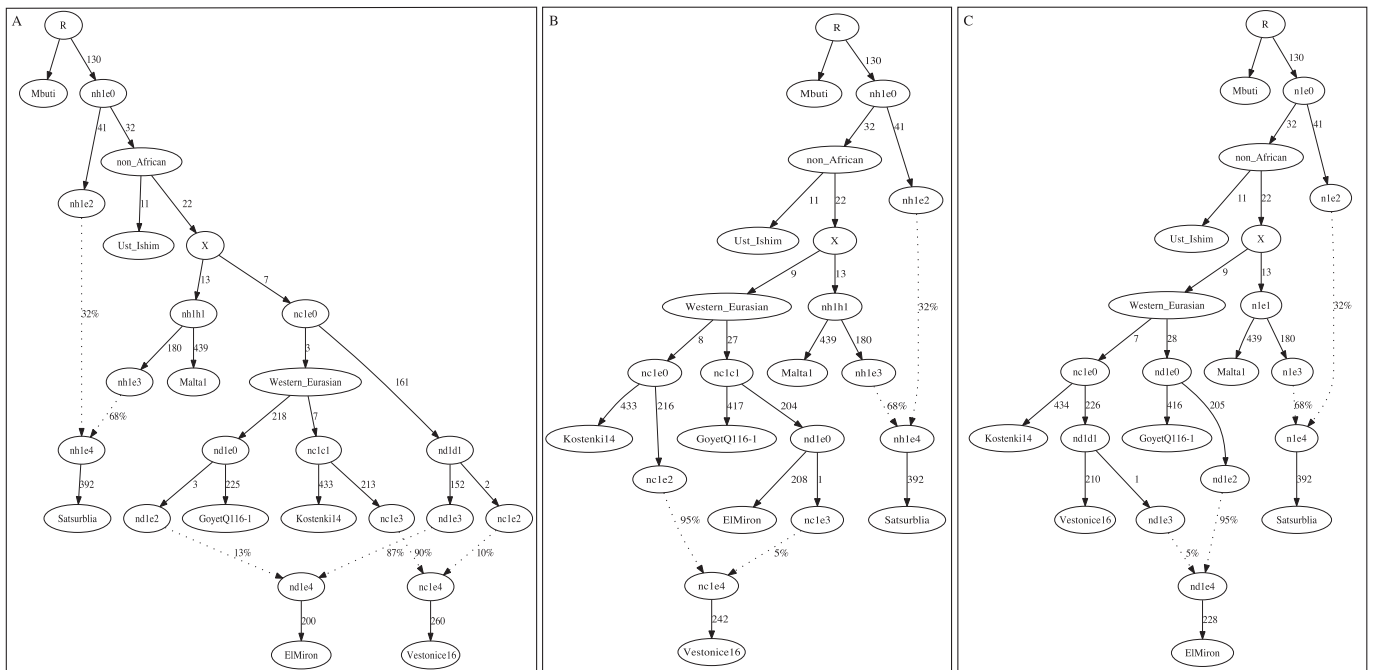 A
R
130
Mbuti
nh1e0
41
32
non_African
nh1e2
11
22
Ust_Ishim
X
13
7
32%
nh1h1
nc1e0
180
439
3
161
nh1e3
Malta1
Western_Eurasian
68%
218
7
nh1e4
nd1e0
nc1c1
nd1d1
392
3
225
433
213
152
2
Satsurblia
nd1e2
GoyetQ116-1
Kostenki14
nc1e3
nd1e3
nc1e2
13%
87%
90%
10%
nd1e4
nc1e4
200
260
ElMiron
Vestonice16
B
R
130
Mbuti
nh1e0
32
41
non_African
nh1e2
11
22
Ust_Ishim
X
9
13
Western_Eurasian
nh1h1
32%
8
27
439
180
nc1e0
nc1c1
Malta1
nh1e3
433
216
417
204
68%
Kostenki14
GoyetQ116-1
nd1e0
nh1e4
nc1e2
208
1
392
95%
ElMiron
nc1e3
Satsurblia
5%
nc1e4
242
Vestonice16
C
R
130
Mbuti
n1e0
32
41
non_African
n1e2
11
22
Ust_Ishim
X
9
13
Western_Eurasian
n1e1
32%
7
28
439
180
nc1e0
nd1e0
Malta1
n1e3
434
226
416
205
68%
Kostenki14
nd1d1
GoyetQ116-1
n1e4
210
1
nd1e2
392
Vestonice16
nd1e3
95%
Satsurblia
5%
nd1e4
228
ElMiron